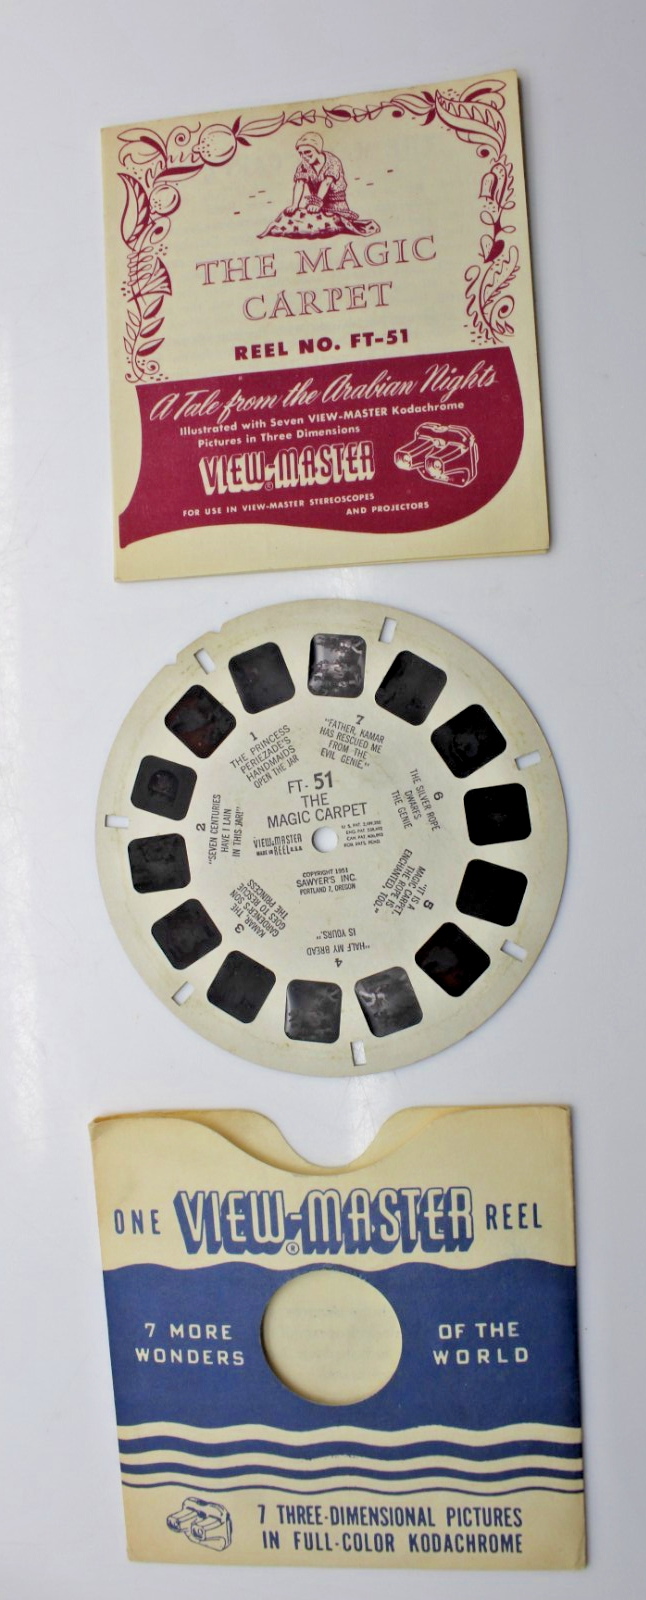 THE MAGIC
CARPET
REEL NO. FT-51
A Tale from the Arabian Nights
Illustrated with Seven VIEW-MASTER Kodachrome
Pictures in Three Dimensions
VIEW-MASTER
®
FOR USE IN VIEW-MASTER STEREOSCOPES
AND PROJECTORS
1
THE PRINCESS
PERIEZADE'S
HANDMAIDS
OPEN THE JAR
7
"FATHER, KAMAR
HAS RESCUED ME
FROM THE
EVIL GENIE."
6
THE SILVER ROPE
DWARFS
THE GENIE
5
"IT IS A
MAGIC CARPET.
THE ROPE IS
ENCHANTED, TOO."
4
"HALF MY BREAD
IS YOURS."
3
KAMAR, THE
GARDENER'S SON
GOES TO RESCUE
THE PRINCESS
2
"SEVEN CENTURIES
HAVE I LAIN
IN THIS JAR!"
FT- 51
THE
MAGIC CARPET
VIEW-MASTER
MADE IN REEL U.S.A.
COPYRIGHT 1951
SAWYER'S INC.
PORTLAND 7, OREGON
ONE VIEW-MASTER REEL
®
7 MORE
WONDERS
OF THE
WORLD
7 THREE-DIMENSIONAL PICTURES
IN FULL-COLOR KODACHROME